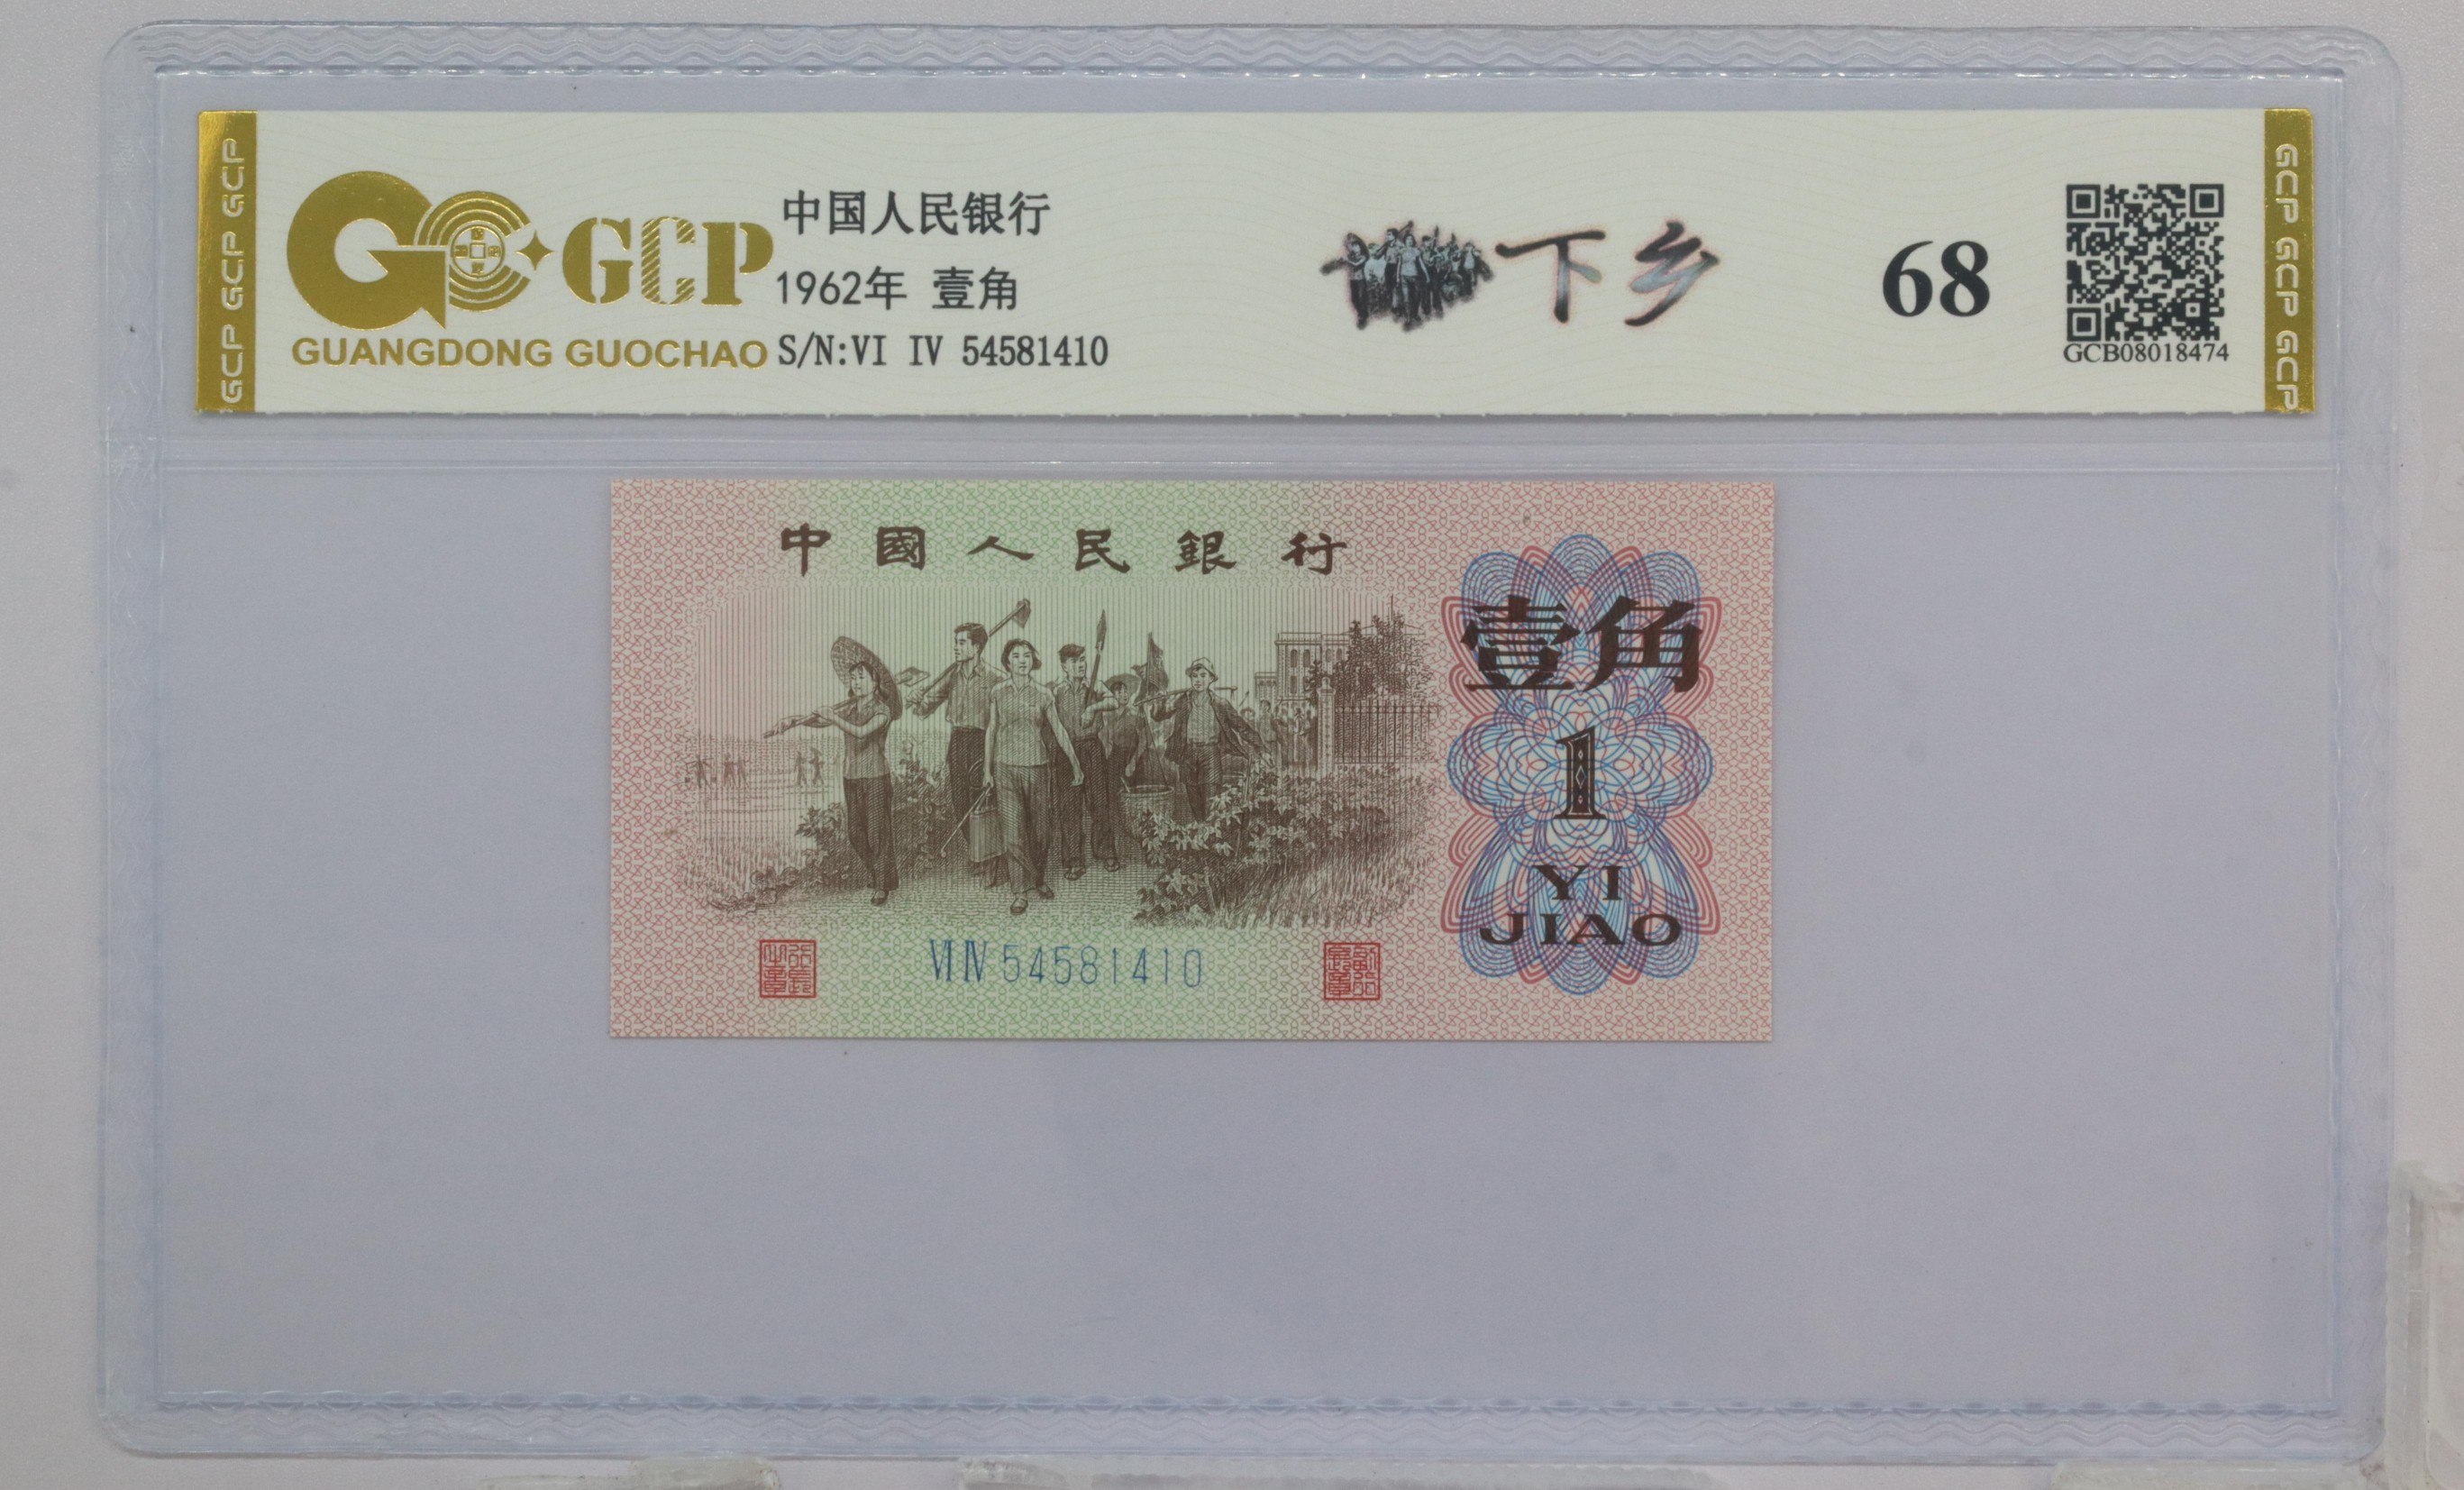 GCP GCP GCP
GCP
GUANGDONG GUOCHAO
中国人民银行
1962年 壹角
S/N:VI IV 54581410
下乡
68
GCB08018474
GCP GCP GCP
中國人民銀行
壹角
1
YI
JIAO
VI IV 54581410